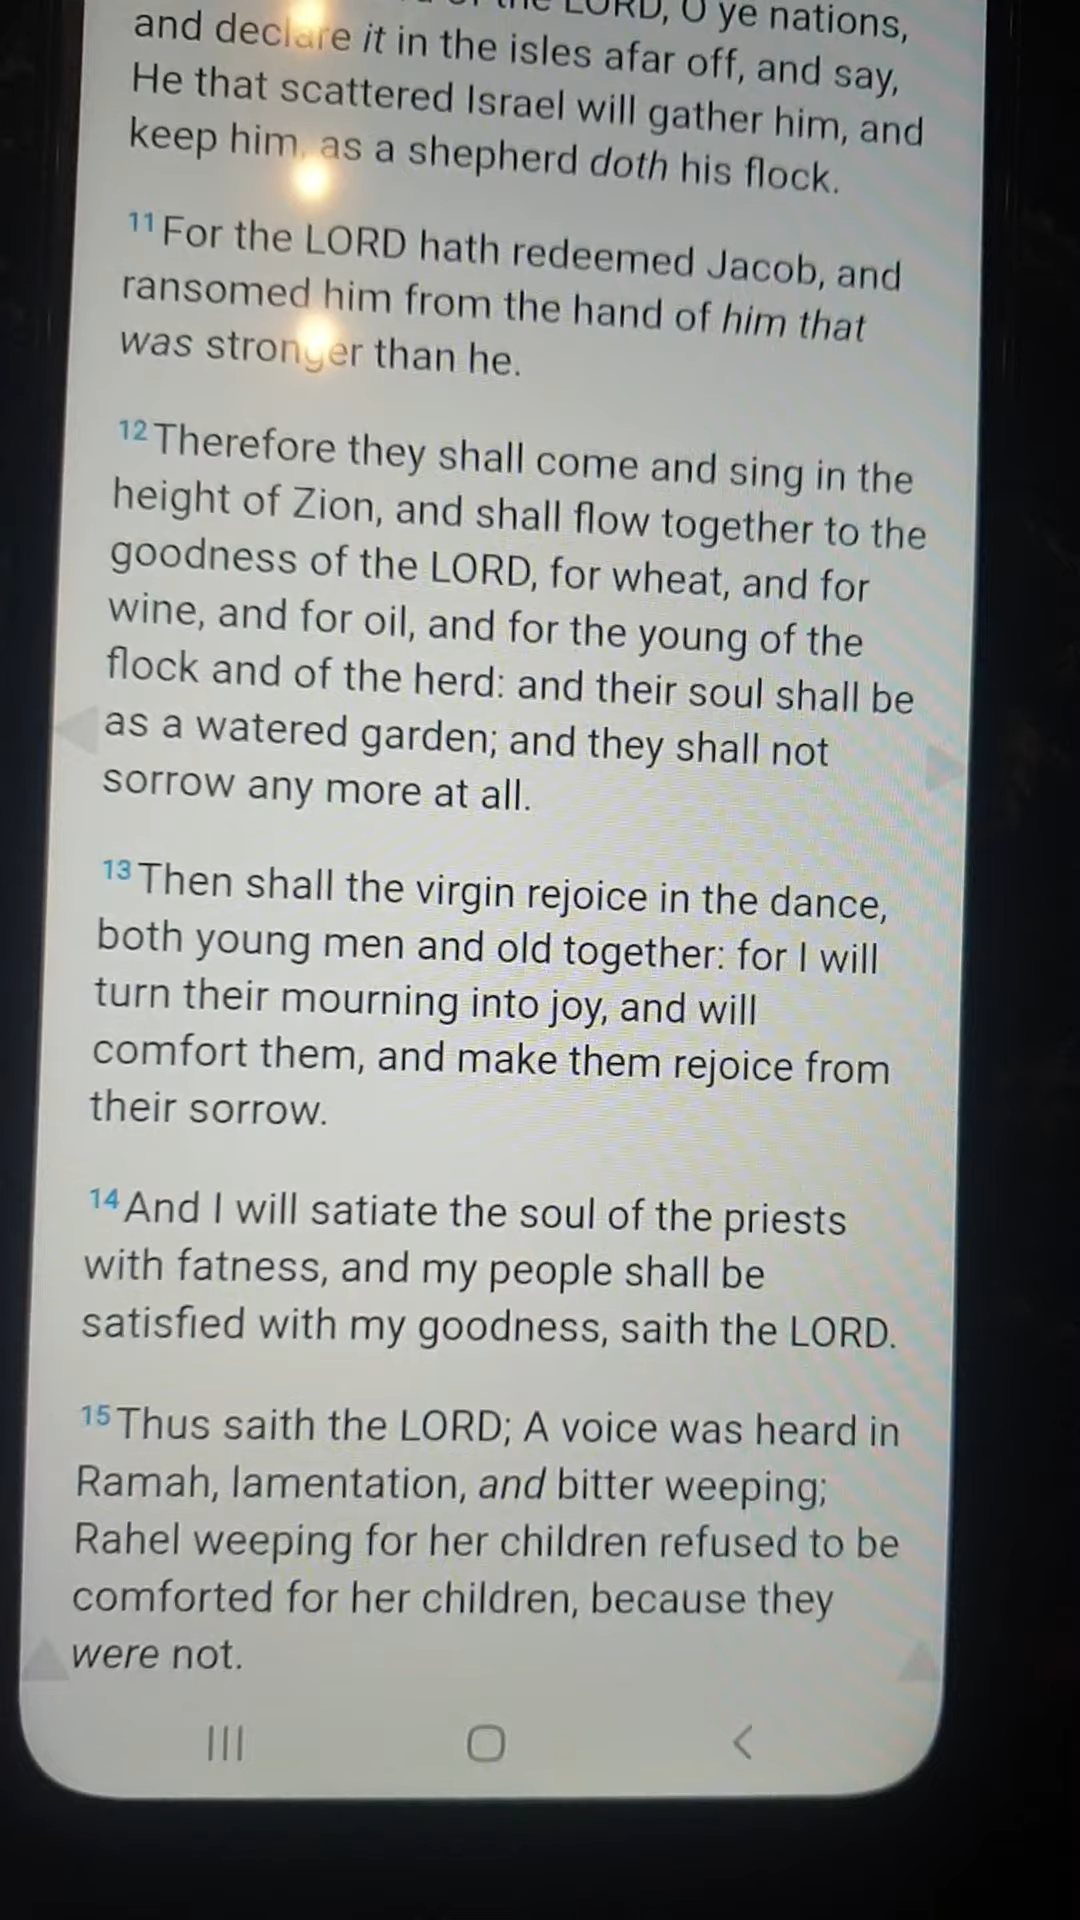 the LORD, O ye nations,
and declare it in the isles afar off, and say,
He that scattered Israel will gather him, and
keep him, as a shepherd doth his flock.
11 For the LORD hath redeemed Jacob, and
ransomed him from the hand of him that
was stronger than he.
12 Therefore they shall come and sing in the
height of Zion, and shall flow together to the
goodness of the LORD, for wheat, and for
wine, and for oil, and for the young of the
flock and of the herd: and their soul shall be
as a watered garden; and they shall not
sorrow any more at all.
13 Then shall the virgin rejoice in the dance,
both young men and old together: for I will
turn their mourning into joy, and will
comfort them, and make them rejoice from
their sorrow.
14 And I will satiate the soul of the priests
with fatness, and my people shall be
satisfied with my goodness, saith the LORD.
15 Thus saith the LORD; A voice was heard in
Ramah, lamentation, and bitter weeping;
Rahel weeping for her children refused to be
comforted for her children, because they
were not.